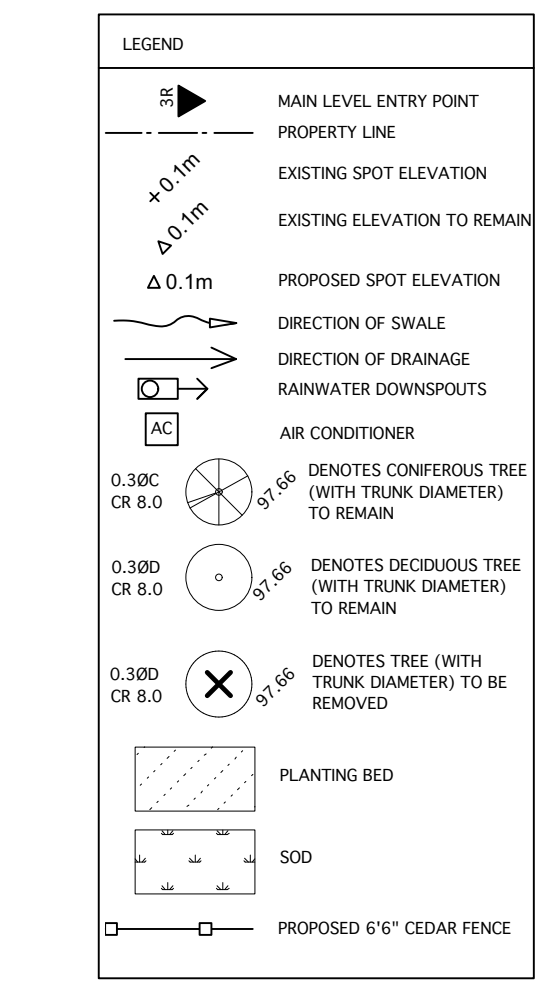 LEGEND
3R MAIN LEVEL ENTRY POINT
PROPERTY LINE
+0.1m EXISTING SPOT ELEVATION
Δ0.1m EXISTING ELEVATION TO REMAIN
Δ0.1m PROPOSED SPOT ELEVATION
DIRECTION OF SWALE
DIRECTION OF DRAINAGE
RAINWATER DOWNSPOUTS
AC AIR CONDITIONER
0.3ØC
CR 8.0
97.66
DENOTES CONIFEROUS TREE
(WITH TRUNK DIAMETER)
TO REMAIN
0.3ØD
CR 8.0
97.66
DENOTES DECIDUOUS TREE
(WITH TRUNK DIAMETER)
TO REMAIN
0.3ØD
CR 8.0
97.66
DENOTES TREE (WITH
TRUNK DIAMETER) TO BE
REMOVED
PLANTING BED
SOD
PROPOSED 6'6" CEDAR FENCE